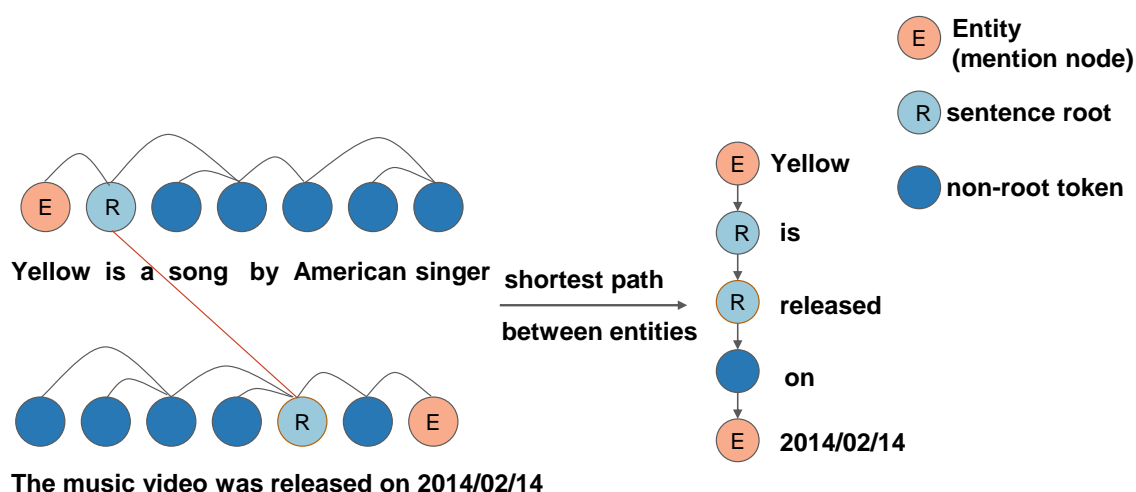 E Entity
(mention node)
R sentence root
non-root token
E R
Yellow is a song by American singer
R E
The music video was released on 2014/02/14
shortest path
between entities
E Yellow
R is
R released
on
E 2014/02/14